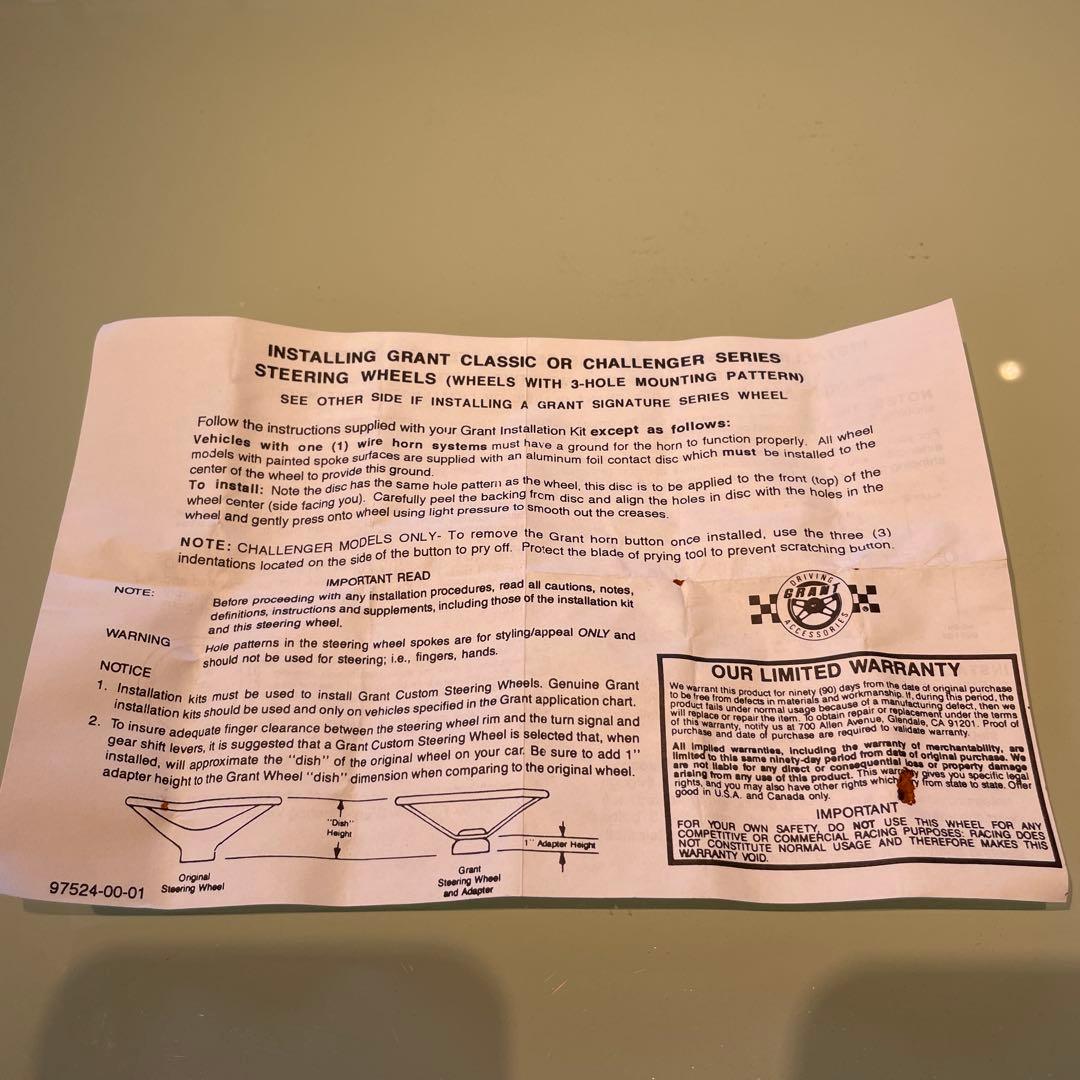 INSTALLING GRANT CLASSIC OR CHALLENGER SERIES
STEERING WHEELS (WHEELS WITH 3-HOLE MOUNTING PATTERN)
SEE OTHER SIDE IF INSTALLING A GRANT SIGNATURE SERIES WHEEL
Follow the instructions supplied with your Grant Installation Kit except as follows:
Vehicles with one (1) wire horn systems must have a ground for the horn to function properly. All wheel
models with painted spoke surfaces are supplied with an aluminum foil contact disc which must be installed to the
center of the wheel to provide this ground.
To install: Note the disc has the same hole pattern as the wheel, this disc is to be applied to the front (top) of the
wheel center (side facing you). Carefully peel the backing from disc and align the holes in disc with the holes in the
wheel and gently press onto wheel using light pressure to smooth out the creases.
NOTE: CHALLENGER MODELS ONLY- To remove the Grant horn button once installed, use the three (3)
indentations located on the side of the button to pry off. Protect the blade of prying tool to prevent scratching button.
IMPORTANT READ
NOTE: Before proceeding with any installation procedures, read all cautions, notes,
definitions, instructions and supplements, including those of the installation kit
and this steering wheel.
WARNING Hole patterns in the steering wheel spokes are for styling/appeal ONLY and
should not be used for steering; i.e., fingers, hands.
NOTICE
1. Installation kits must be used to install Grant Custom Steering Wheels. Genuine Grant
installation kits should be used and only on vehicles specified in the Grant application chart.
2. To insure adequate finger clearance between the steering wheel rim and the turn signal and
gear shift levers, it is suggested that a Grant Custom Steering Wheel is selected that, when
installed, will approximate the "dish" of the original wheel on your car. Be sure to add 1"
adapter height to the Grant Wheel "dish" dimension when comparing to the original wheel.
"Dish"
Height
1" Adapter Height
Original
Steering Wheel
Grant
Steering Wheel
and Adapter
97524-00-01
DRIVING
GRANT
ACCESSORIES
OUR LIMITED WARRANTY
We warrant this product for ninety (90) days from the date of original purchase
to be free from defects in materials and workmanship. If, during this period, the
product fails under normal usage because of a manufacturing defect, then we
will replace or repair the item. To obtain repair or replacement under the terms
of this warranty, notify us at 700 Allen Avenue, Glendale, CA 91201. Proof of
purchase and date of purchase are required to validate warranty.
All implied warranties, including the warranty of merchantability, are
limited to this same ninety-day period from date of original purchase. We
are not liable for any direct or consequential loss or property damage
arising from any use of this product. This warranty gives you specific legal
rights, and you may also have other rights which from state to state. Offer
good in U.S.A. and Canada only.
IMPORTANT
FOR YOUR OWN SAFETY, DO NOT USE THIS WHEEL FOR ANY
COMPETITIVE OR COMMERCIAL RACING PURPOSES: RACING DOES
NOT CONSTITUTE NORMAL USAGE AND THEREFORE MAKES THIS
WARRANTY VOID.